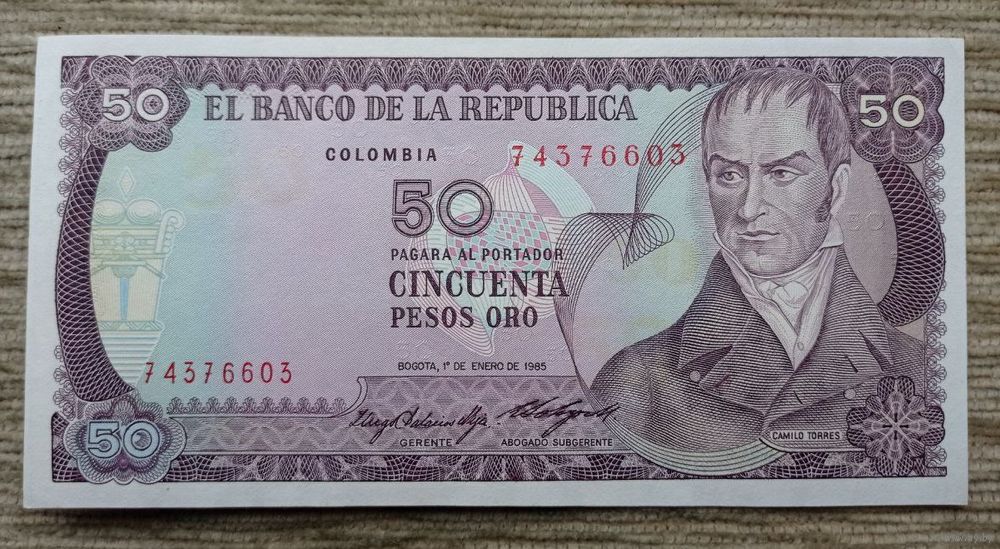 50
EL BANCO DE LA REPUBLICA
50
COLOMBIA
74376603
50
PAGARA AL PORTADOR
CINCUENTA
PESOS ORO
74376603
BOGOTA, 1º DE ENERO DE 1985
GERENTE
ABOGADO SUBGERENTE
50
CAMILO TORRES